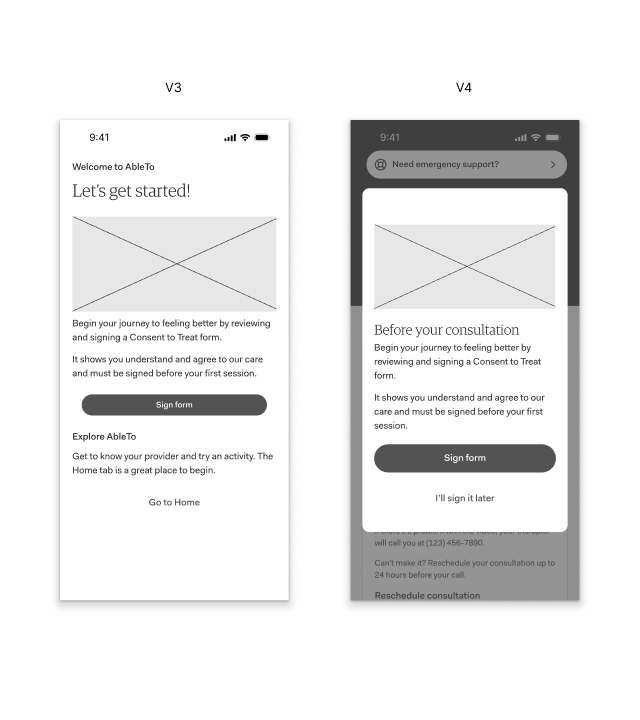 V3
9:41
Welcome to AbleTo
Let's get started!
Begin your journey to feeling better by reviewing
and signing a Consent to Treat form.
It shows you understand and agree to our care
and must be signed before your first session.
Sign form
Explore AbleTo
Get to know your provider and try an activity. The
Home tab is a great place to begin.
Go to Home
V4
9:41
Need emergency support?
Before your consultation
Begin your journey to feeling better by
reviewing and signing a Consent to Treat
form.
It shows you understand and agree to our
care and must be signed before your first
session.
Sign form
I'll sign it later
will call you at (123) 456-7890.
Can't make it? Reschedule your consultation up to
24 hours before your call.
Reschedule consultation